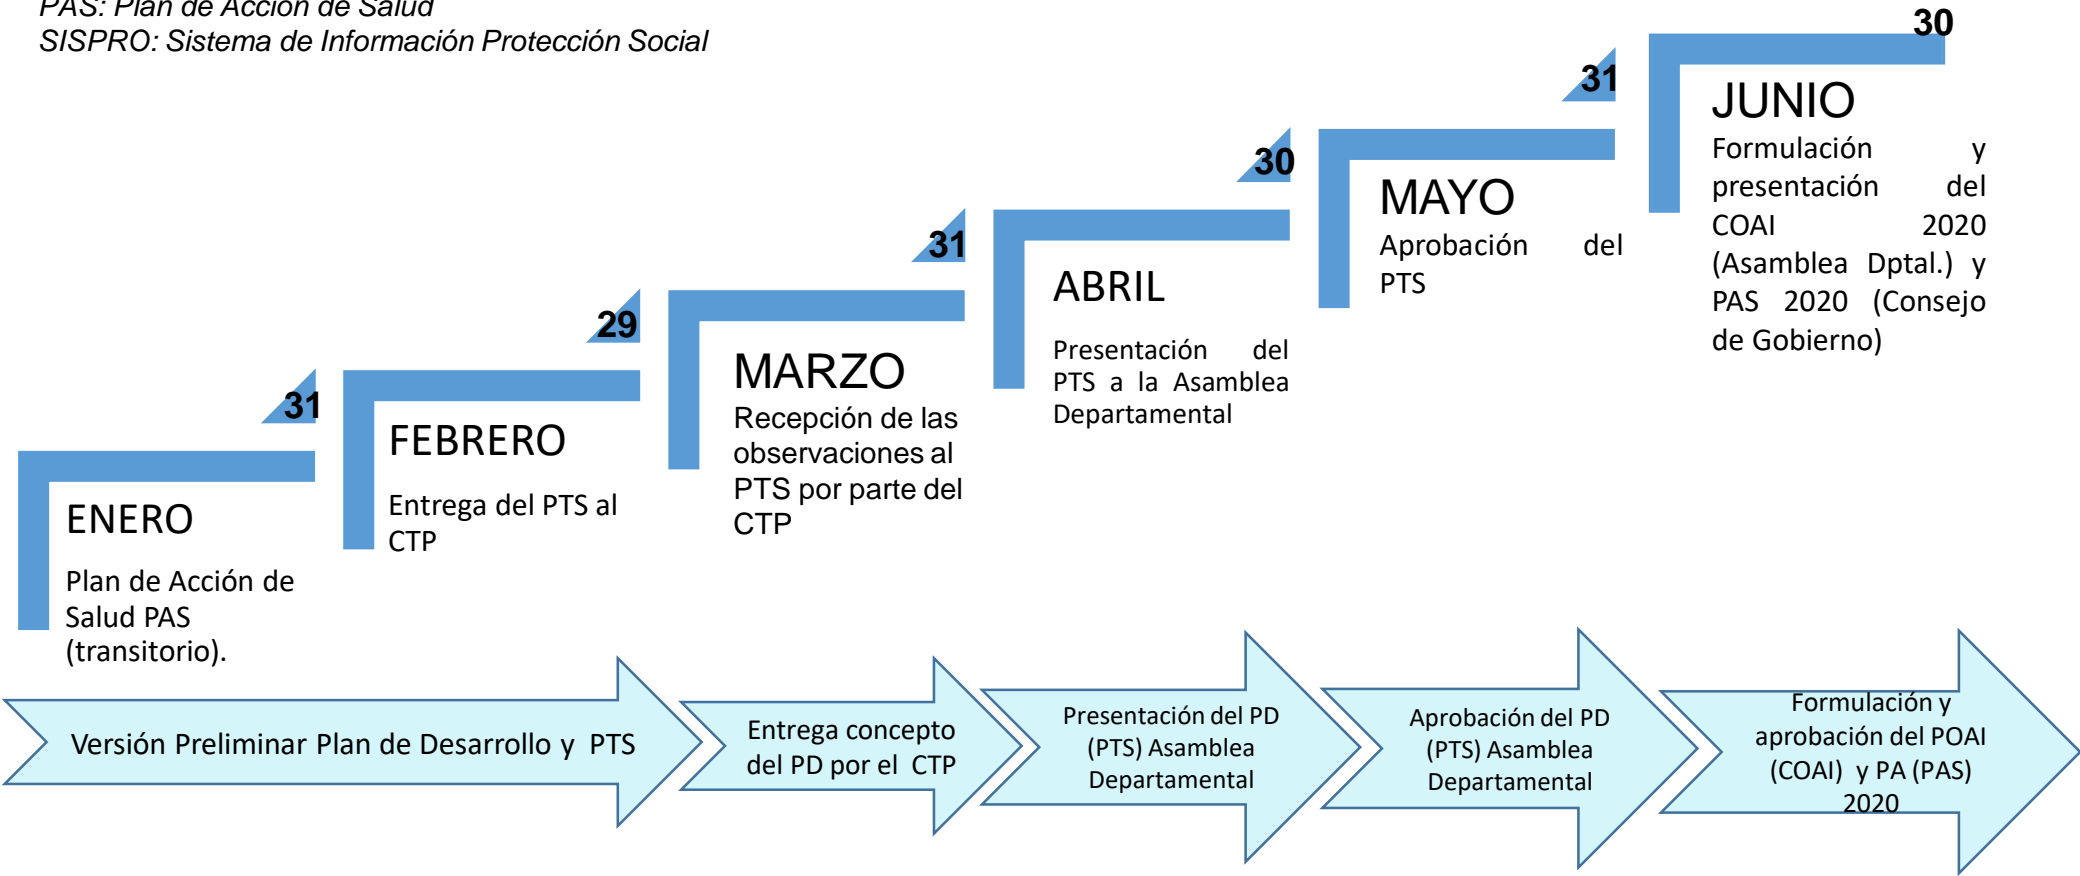 PAS: Plan de Acción de Salud
SISPRO: Sistema de Información Protección Social
31
ENERO
Plan de Acción de
Salud PAS
(transitorio).
29
FEBRERO
Entrega del PTS al
CTP
31
MARZO
Recepción de las
observaciones al
PTS por parte del
CTP
30
ABRIL
Presentación del
PTS a la Asamblea
Departamental
31
MAYO
Aprobación del
PTS
30
JUNIO
Formulación y
presentación del
COAI 2020
(Asamblea Dptal.) y
PAS 2020 (Consejo
de Gobierno)
Versión Preliminar Plan de Desarrollo y PTS
Entrega concepto
del PD por el CTP
Presentación del PD
(PTS) Asamblea
Departamental
Aprobación del PD
(PTS) Asamblea
Departamental
Formulación y
aprobación del POAI
(COAI) y PA (PAS)
2020